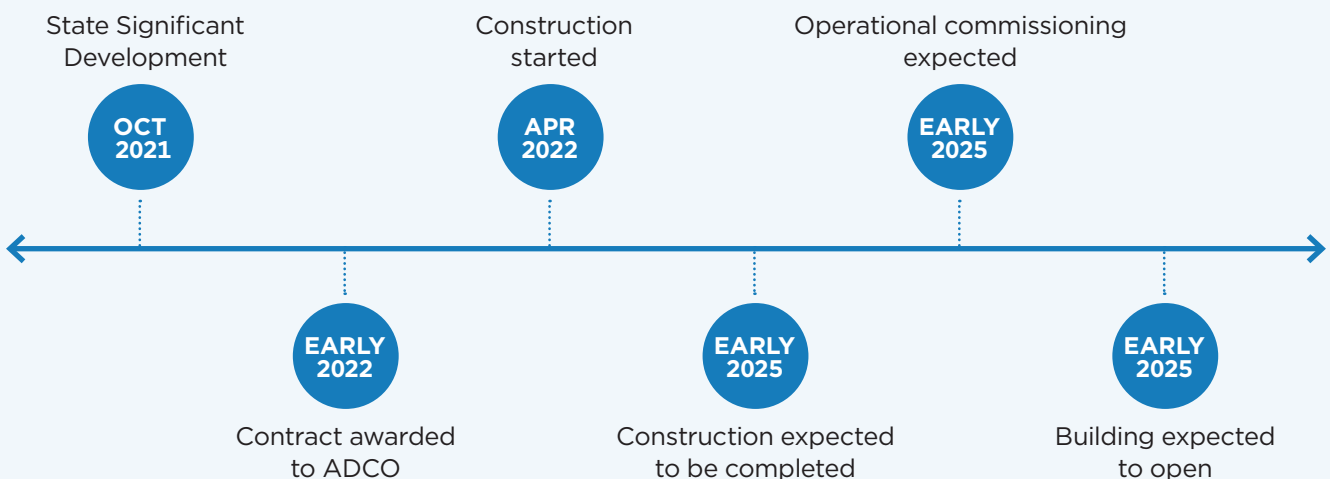 State Significant
Development
OCT
2021
EARLY
2022
Contract awarded
to ADCO
Construction
started
APR
2022
EARLY
2025
Construction expected
to be completed
Operational commissioning
expected
EARLY
2025
EARLY
2025
Building expected
to open